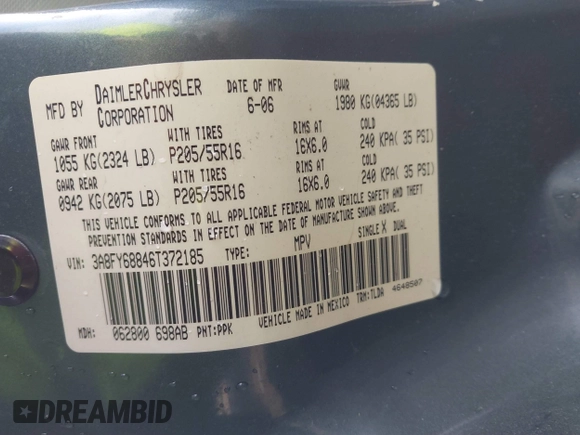 MFD BY DAIMLERCHRYSLER CORPORATION DATE OF MFR 6-06 GVWR 1980 KG(04365 LB)
GAWR FRONT WITH TIRES RIMS AT COLD
1055 KG(2324 LB) P205/55R16 16X6.0 240 KPA( 35 PSI)
GAWR REAR WITH TIRES RIMS AT COLD
0942 KG(2075 LB) P205/55R16 16X6.0 240 KPA( 35 PSI)
THIS VEHICLE CONFORMS TO ALL APPLICABLE FEDERAL MOTOR VEHICLE SAFETY AND THEFT
PREVENTION STANDARDS IN EFFECT ON THE DATE OF MANUFACTURE SHOWN ABOVE.
VIN: 3A8FY68846T372185 TYPE: MPV SINGLE X DUAL
MDH: 062800 698AB PNT:PPK VEHICLE MADE IN MEXICO TRM:TLDA 4648507
DREAMBID